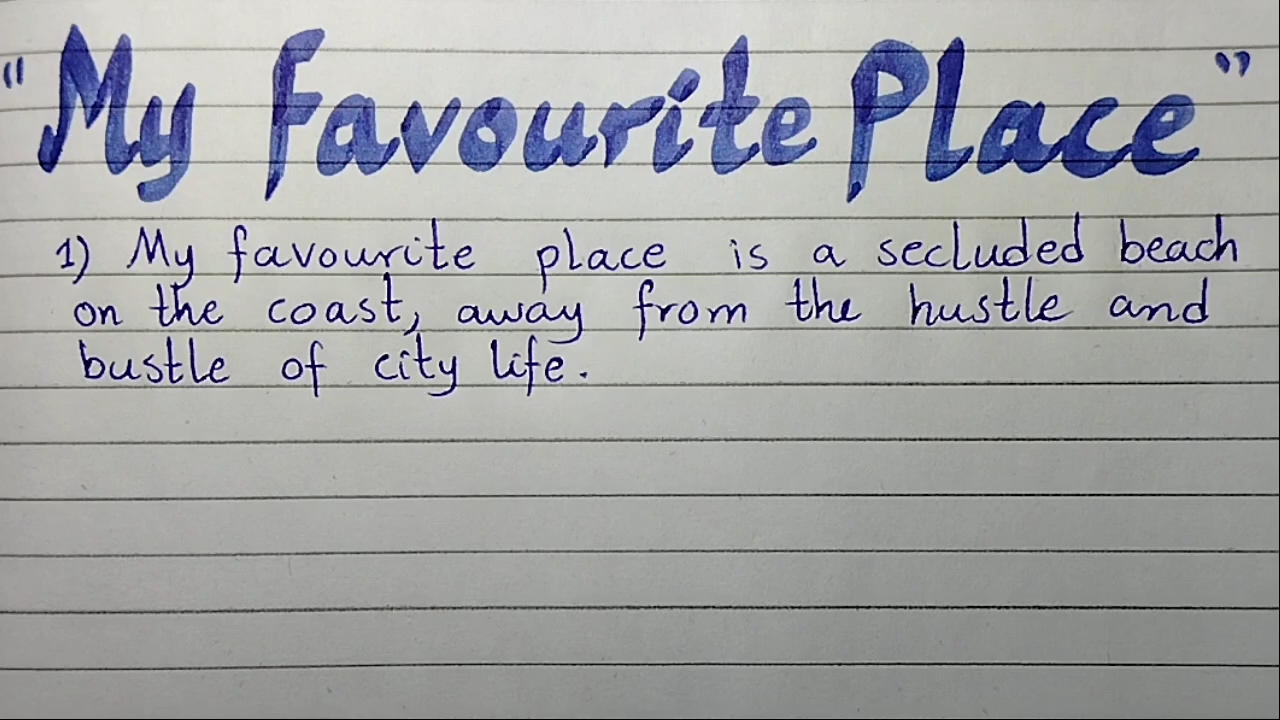 "My Favourite Place"
1) My favourite place is a secluded beach
on the coast, away from the hustle and
bustle of city life.